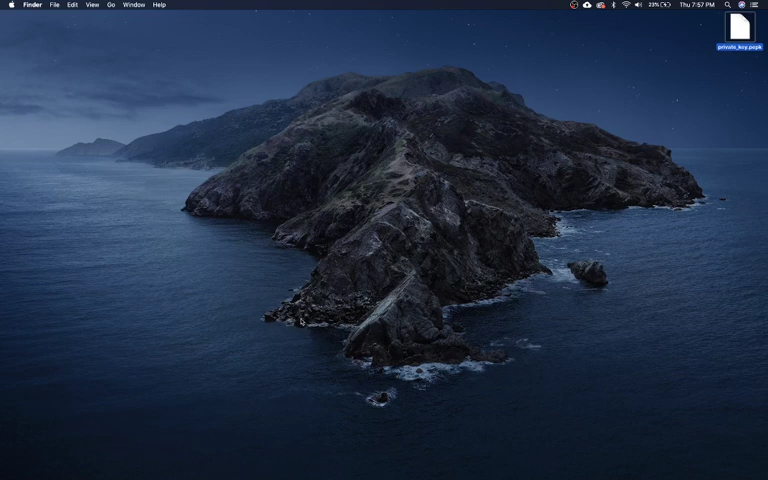 Finder File Edit View Go Window Help 23% Thu 7:57 PM
private_key.pepk